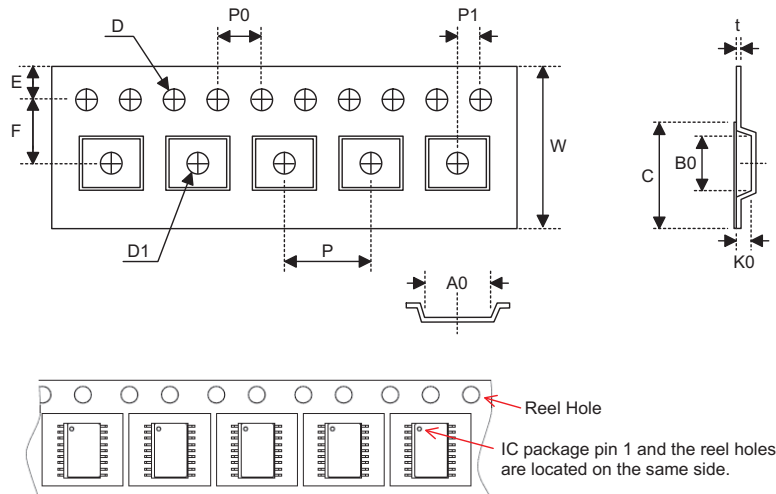 D
P0
P1
t
E
F
W
C
B0
D1
P
K0
A0
Reel Hole
IC package pin 1 and the reel holes
are located on the same side.